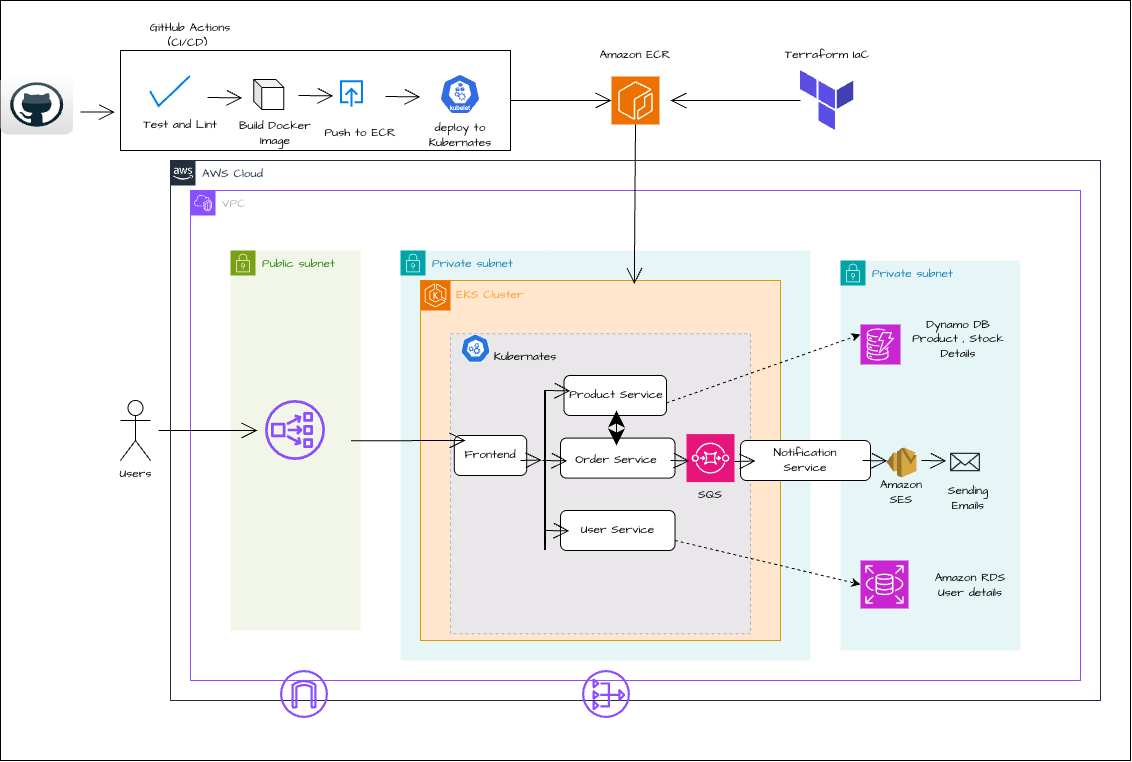 GitHub Actions
(CI/CD)
Amazon ECR
Terraform IaC
Test and Lint
Build Docker
Image
Push to ECR
kubelet
deploy to
Kubernates
aws
AWS Cloud
VPC
Public subnet
Private subnet
Private subnet
EKS Cluster
Kubernates
Dynamo DB
Product , Stock
Details
Product Service
Users
Frontend
Order Service
SQS
Notification
Service
Amazon
SES
Sending
Emails
User Service
Amazon RDS
User details